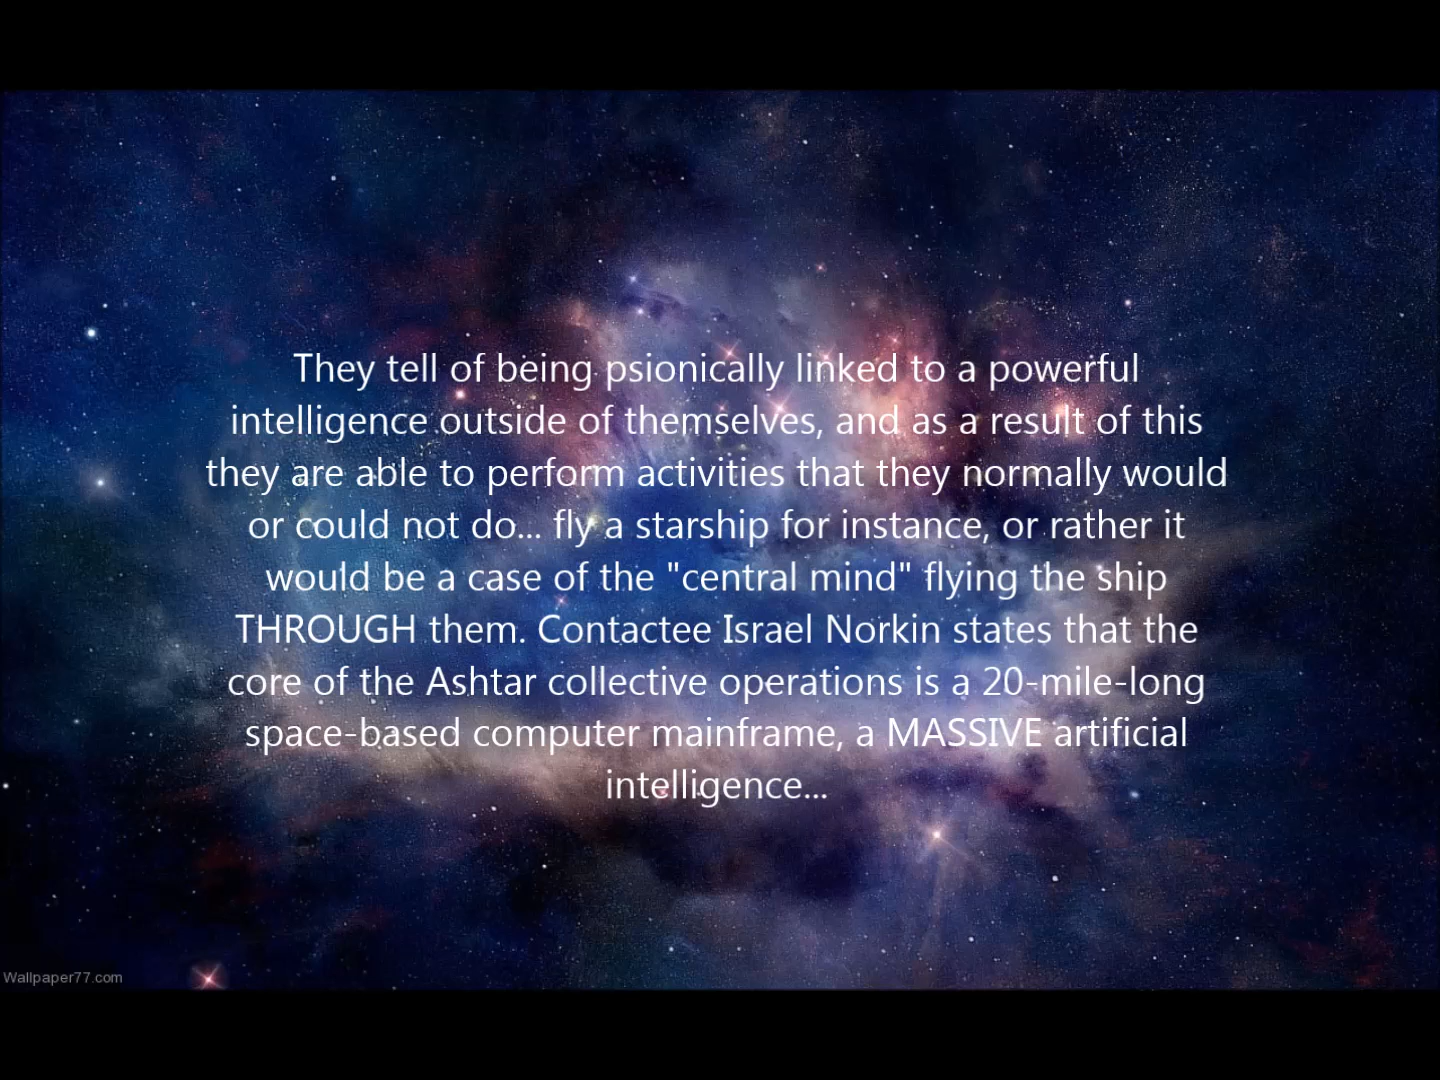 They tell of being psionically linked to a powerful
intelligence outside of themselves, and as a result of this
they are able to perform activities that they normally would
or could not do... fly a starship for instance, or rather it
would be a case of the "central mind" flying the ship
THROUGH them. Contactee Israel Norkin states that the
core of the Ashtar collective operations is a 20-mile-long
space-based computer mainframe, a MASSIVE artificial
intelligence...
Wallpaper77.com